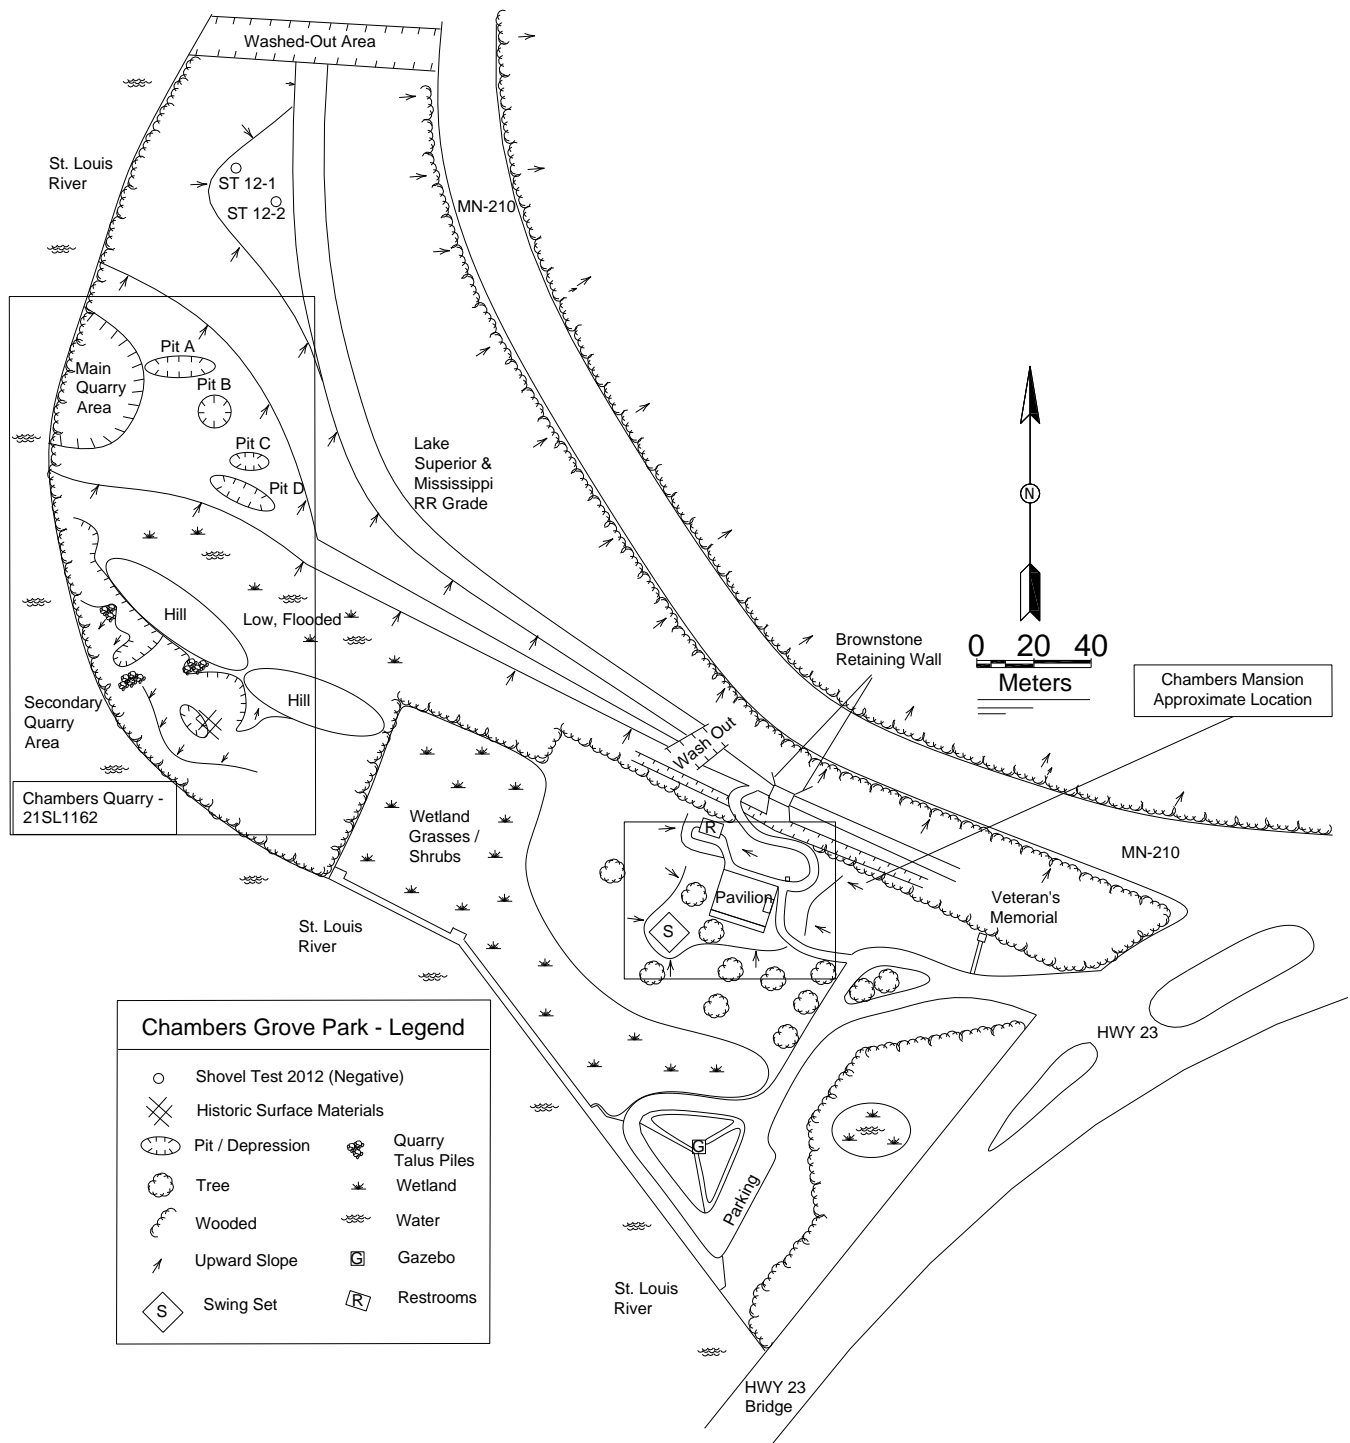 Washed-Out Area
St. Louis
River
ST 12-1
ST 12-2
MN-210
Pit A
Main
Quarry
Area
Pit B
Pit C
Pit D
Lake
Superior &
Mississippi
RR Grade
N
0 20 40
Meters
Hill
Low, Flooded
Brownstone
Retaining Wall
Chambers Mansion
Approximate Location
Secondary
Quarry
Area
Hill
Wash Out
Chambers Quarry -
21SL1162
Wetland
Grasses /
Shrubs
R
MN-210
Pavilion
Veteran's
Memorial
S
St. Louis
River
HWY 23
Chambers Grove Park - Legend
Shovel Test 2012 (Negative)
Historic Surface Materials
Pit / Depression
Quarry
Talus Piles
Tree
Wetland
Wooded
Water
Upward Slope
G
Gazebo
S
Swing Set
R
Restrooms
G
Parking
St. Louis
River
HWY 23
Bridge